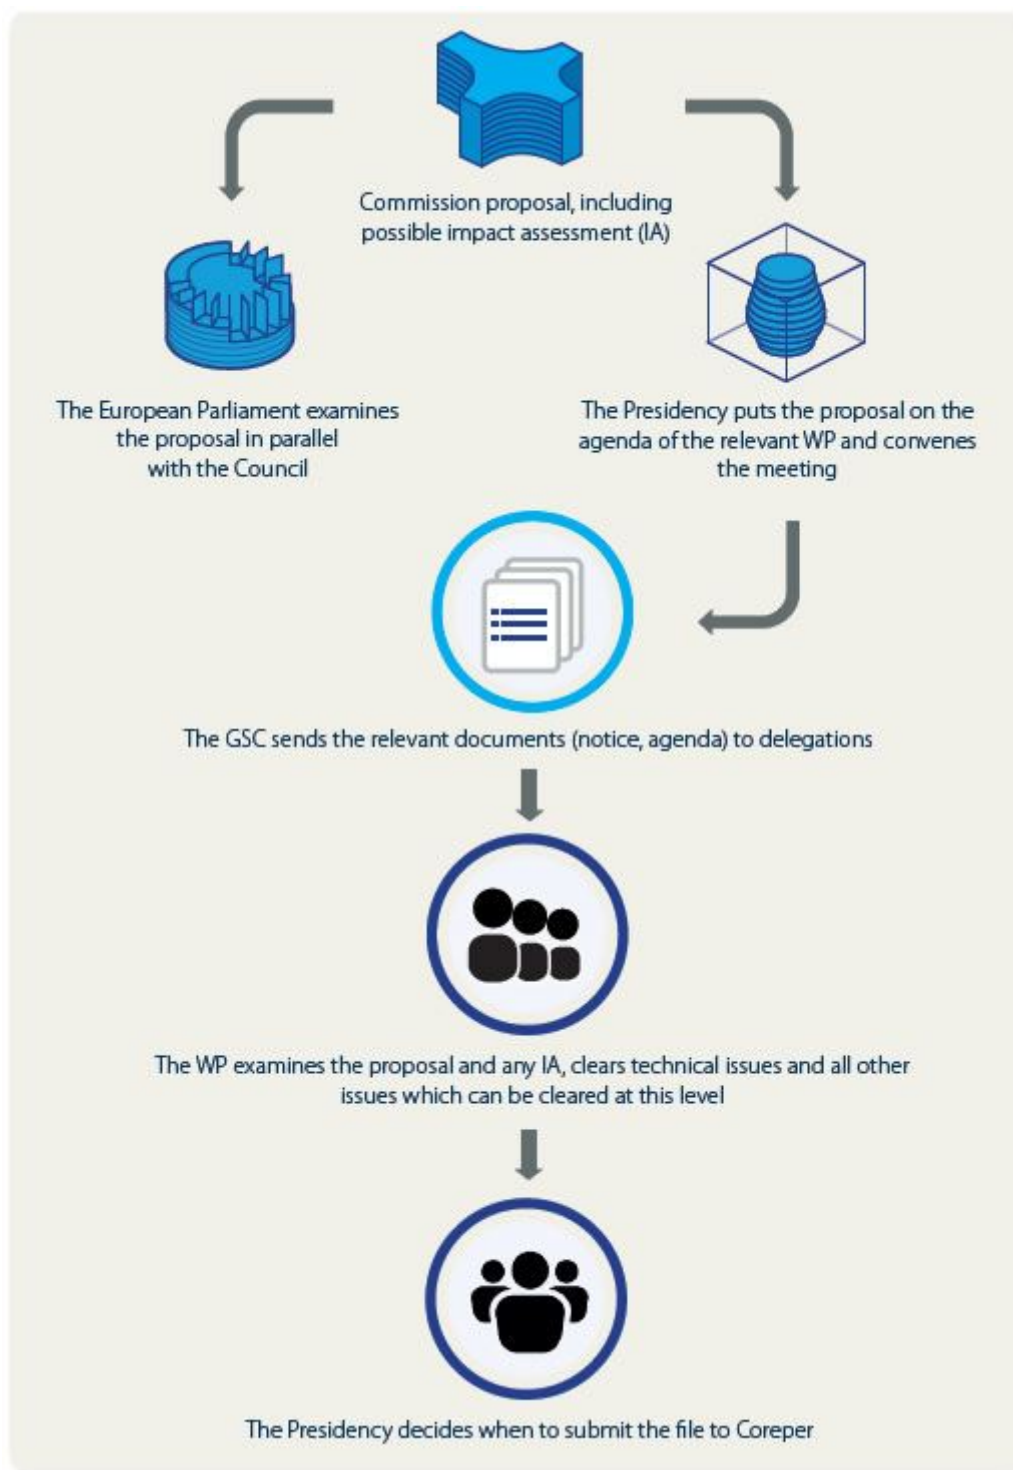 Commission proposal, including
possible impact assessment (IA)
The European Parliament examines
the proposal in parallel
with the Council
The Presidency puts the proposal on the
agenda of the relevant WP and convenes
the meeting
The GSC sends the relevant documents (notice, agenda) to delegations
The WP examines the proposal and any IA, clears technical issues and all other
issues which can be cleared at this level
The Presidency decides when to submit the file to Coreper